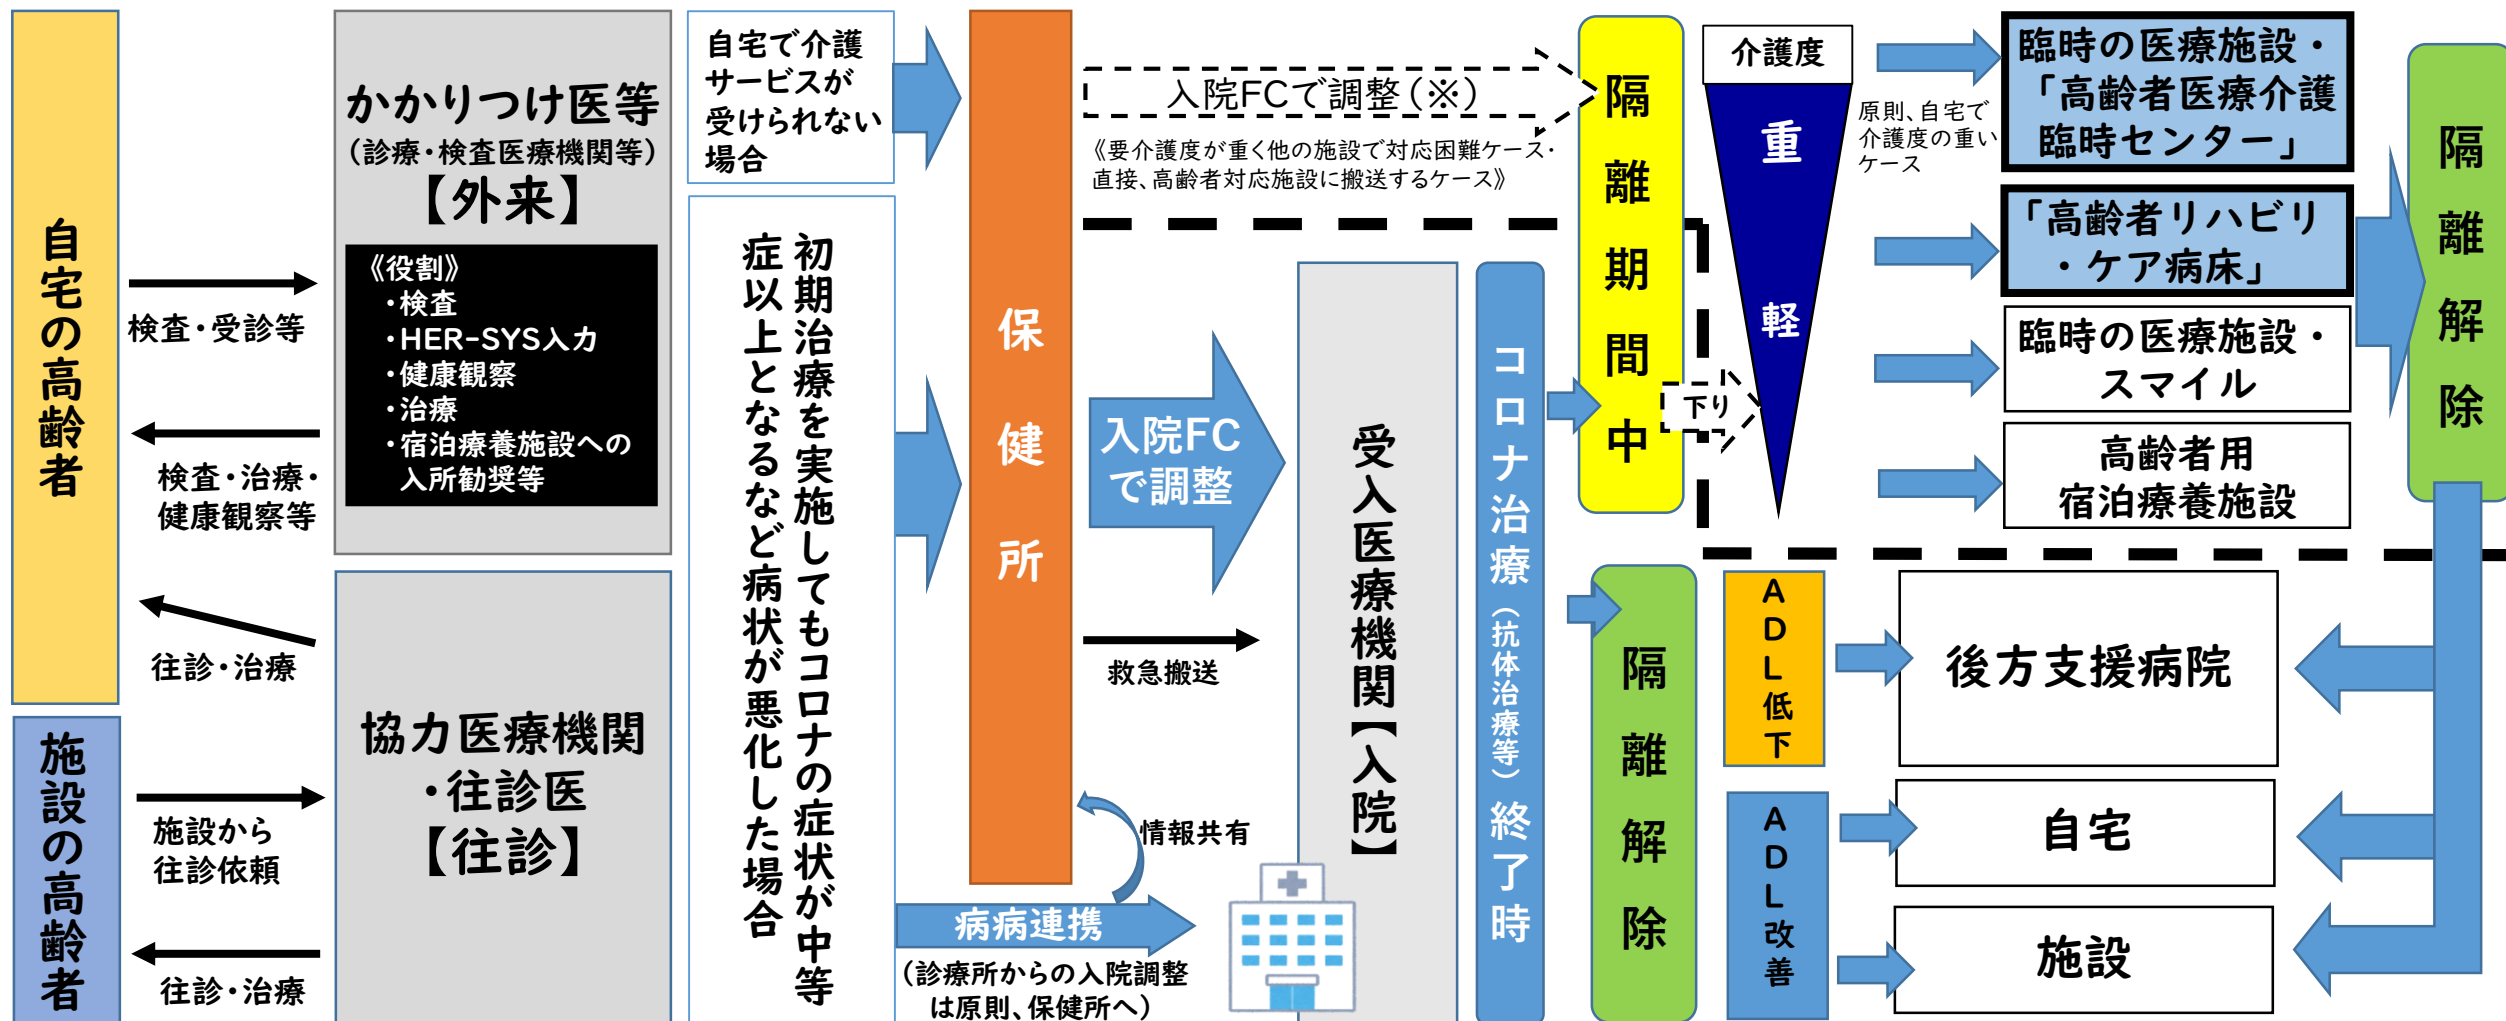 自宅の高齢者
施設の高齢者
検査・受診等
検査・治療・
健康観察等
往診・治療
施設から
往診依頼
往診・治療
かかりつけ医等
（診療・検査医療機関等）
【外来】
《役割》
・検査
・HER-SYS入力
・健康観察
・治療
・宿泊療養施設への
入所勧奨等
協力医療機関
・往診医
【往診】
自宅で介護
サービスが
受けられない
場合
初期治療を実施してもコロナの症状が中等
症以上となるなど病状が悪化した場合
保健所
入院FCで調整（※）
《要介護度が重く他の施設で対応困難ケース・
直接、高齢者対応施設に搬送するケース》
入院FC
で調整
救急搬送
情報共有
病病連携
（診療所からの入院調整
は原則、保健所へ）
受入医療機関【入院】
コロナ治療（抗体治療等）終了時
隔離期間中
下り
介護度
重
軽
原則、自宅で
介護度の重い
ケース
臨時の医療施設・
「高齢者医療介護
臨時センター」
「高齢者リハビリ
・ケア病床」
臨時の医療施設・
スマイル
高齢者用
宿泊療養施設
隔離解除
隔離解除
ADL低下
ADL改善
後方支援病院
自宅
施設